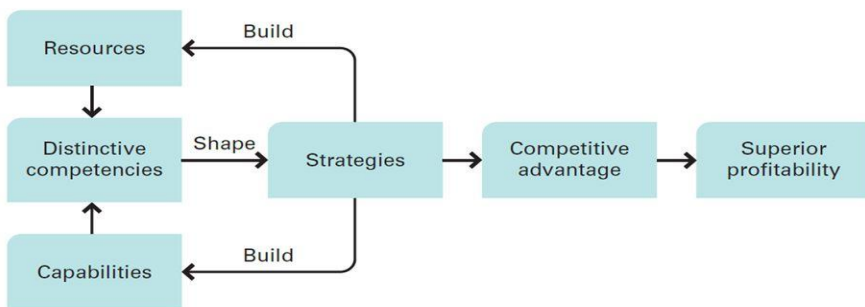 Build
Resources
Distinctive
competencies
Shape
Strategies
Competitive
advantage
Superior
profitability
Build
Capabilities